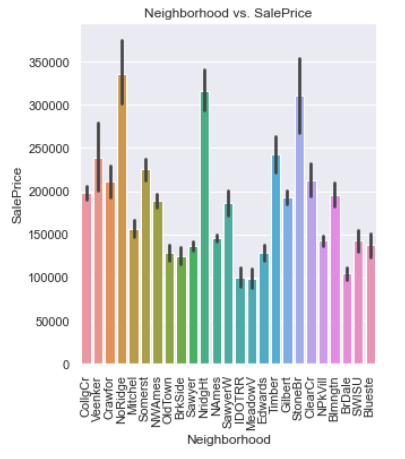 Neighborhood vs. SalePrice
SalePrice
350000
300000
250000
200000
150000
100000
50000
0
CollgCr
Veenker
Crawfor
NoRidge
Mitchel
Somerst
NWAmes
OldTown
BrkSide
Sawyer
NridgHt
NAmes
SawyerW
IDOTRR
MeadowV
Edwards
Timber
Gilbert
StoneBr
ClearCr
NPkVill
Blmngtn
BrDale
SWISU
Blueste
Neighborhood